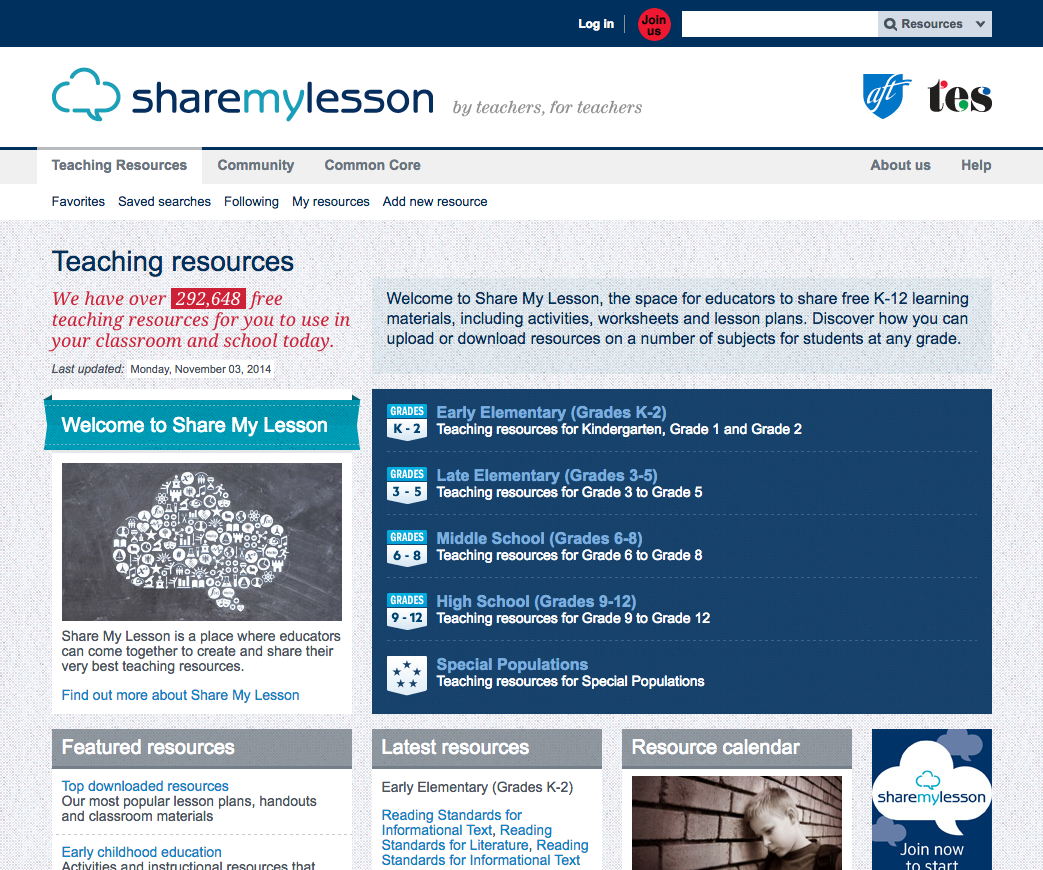 Log in
Join us
Resources
sharemylesson
by teachers, for teachers
aft
tes
Teaching Resources
Community
Common Core
About us
Help
Favorites
Saved searches
Following
My resources
Add new resource
Teaching resources
We have over 292,648 free
teaching resources for you to use in
your classroom and school today.
Last updated: Monday, November 03, 2014
Welcome to Share My Lesson, the space for educators to share free K-12 learning
materials, including activities, worksheets and lesson plans. Discover how you can
upload or download resources on a number of subjects for students at any grade.
Welcome to Share My Lesson
Share My Lesson is a place where educators
can come together to create and share their
very best teaching resources.
Find out more about Share My Lesson
GRADES
K - 2
Early Elementary (Grades K-2)
Teaching resources for Kindergarten, Grade 1 and Grade 2
GRADES
3 - 5
Late Elementary (Grades 3-5)
Teaching resources for Grade 3 to Grade 5
GRADES
6 - 8
Middle School (Grades 6-8)
Teaching resources for Grade 6 to Grade 8
GRADES
9 - 12
High School (Grades 9-12)
Teaching resources for Grade 9 to Grade 12
Special Populations
Teaching resources for Special Populations
Featured resources
Top downloaded resources
Our most popular lesson plans, handouts
and classroom materials
Early childhood education
Activities and instructional resources that
Latest resources
Early Elementary (Grades K-2)
Reading Standards for
Informational Text, Reading
Standards for Literature, Reading
Standards for Informational Text
Resource calendar
sharemylesson
Join now
to start